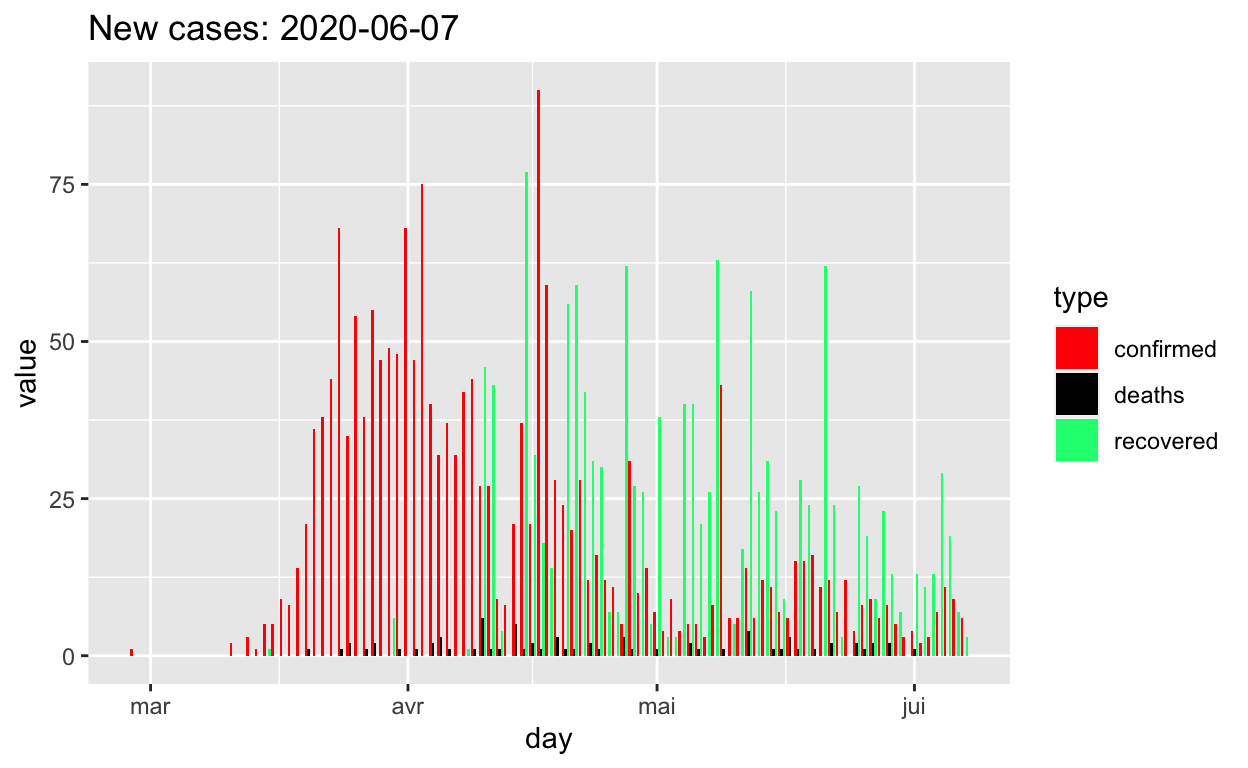 New cases: 2020-06-07
value
75
50
25
0
mar
avr
mai
jui
day
type
confirmed
deaths
recovered